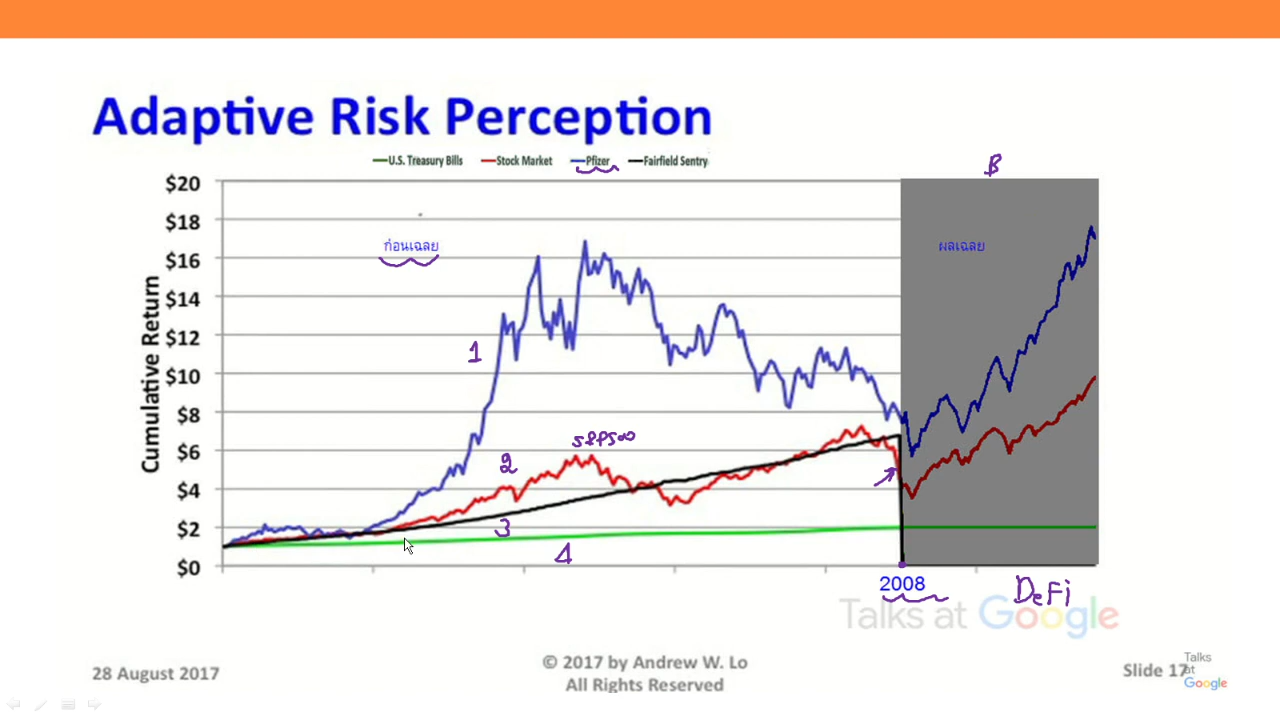 Adaptive Risk Perception
U.S. Treasury Bills Stock Market Pfizer Fairfield Sentry
B
$20
$18
$16
$14
$12
$10
$8
$6
$4
$2
$0
Cumulative Return
ก่อนเฉลย
ผลเฉลย
1
S&P500
2
3
4
2008
DeFi
Talks at Google
28 August 2017
© 2017 by Andrew W. Lo
All Rights Reserved
Slide 17
Talks
at
Google